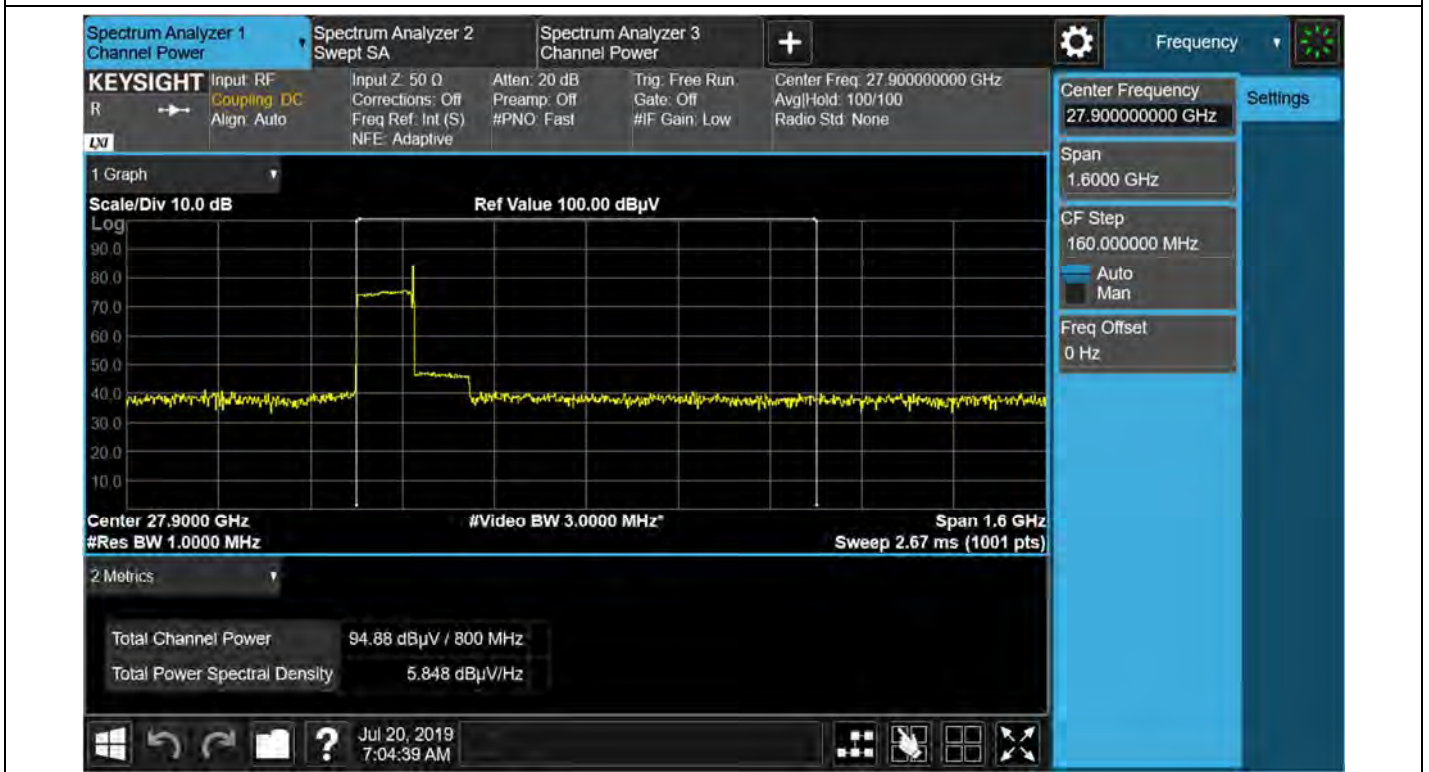 Spectrum Analyzer 1
Channel Power
Spectrum Analyzer 2
Swept SA
Spectrum Analyzer 3
Channel Power
Frequency
KEYSIGHT
R
LXI
Input: RF
Coupling: DC
Align: Auto
Input Z: 50 Ω
Corrections: Off
Freq Ref: Int (S)
NFE: Adaptive
Atten: 20 dB
Preamp: Off
#PNO: Fast
Trig: Free Run
Gate: Off
#IF Gain: Low
Center Freq: 27.900000000 GHz
Avg|Hold: 100/100
Radio Std: None
Center Frequency
27.900000000 GHz
Settings
Span
1.6000 GHz
CF Step
160.000000 MHz
Auto
Man
Freq Offset
0 Hz
1 Graph
Scale/Div 10.0 dB
Ref Value 100.00 dBµV
Log
90.0
80.0
70.0
60.0
50.0
40.0
30.0
20.0
10.0
Center 27.9000 GHz
#Video BW 3.0000 MHz*
Span 1.6 GHz
#Res BW 1.0000 MHz
Sweep 2.67 ms (1001 pts)
2 Metrics
Total Channel Power 94.88 dBµV / 800 MHz
Total Power Spectral Density 5.848 dBµV/Hz
?
Jul 20, 2019
7:04:39 AM